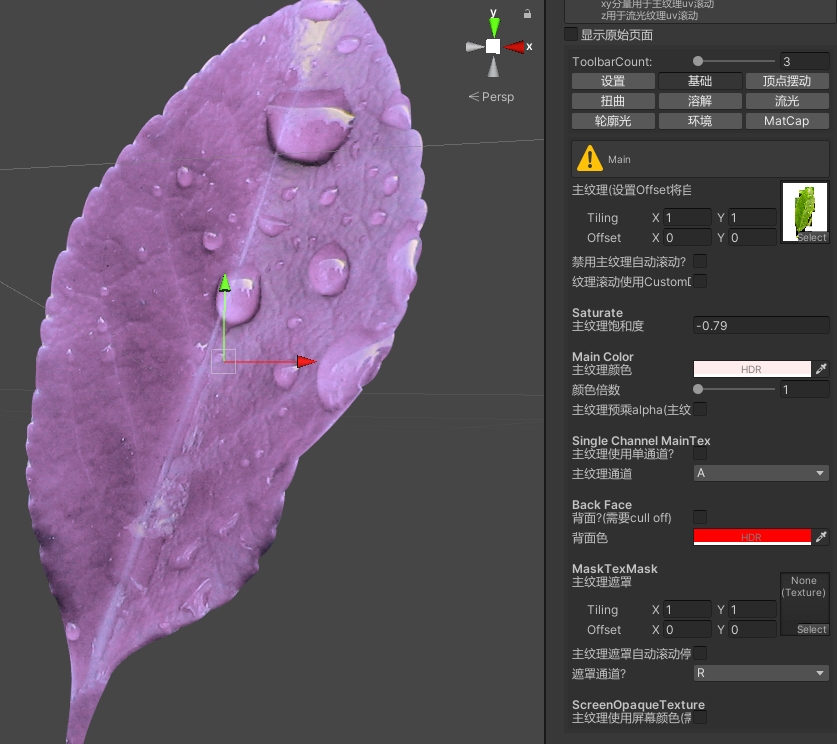 xy分量用于主纹理uv滚动
z用于流光纹理uv滚动
显示原始页面
y
x
Persp
ToolbarCount: 3
设置 基础 顶点摆动
扭曲 溶解 流光
轮廓光 环境 MatCap
Main
主纹理(设置Offset将自
Tiling X 1 Y 1
Offset X 0 Y 0
Select
禁用主纹理自动滚动?
纹理滚动使用CustomD
Saturate
主纹理饱和度 -0.79
Main Color
主纹理颜色 HDR
颜色倍数 1
主纹理预乘alpha(主纹
Single Channel MainTex
主纹理使用单通道?
主纹理通道 A
Back Face
背面?(需要cull off)
背面色 HDR
MaskTexMask
主纹理遮罩
None
(Texture)
Tiling X 1 Y 1
Offset X 0 Y 0
Select
主纹理遮罩自动滚动停
遮罩通道? R
ScreenOpaqueTexture
主纹理使用屏幕颜色(需